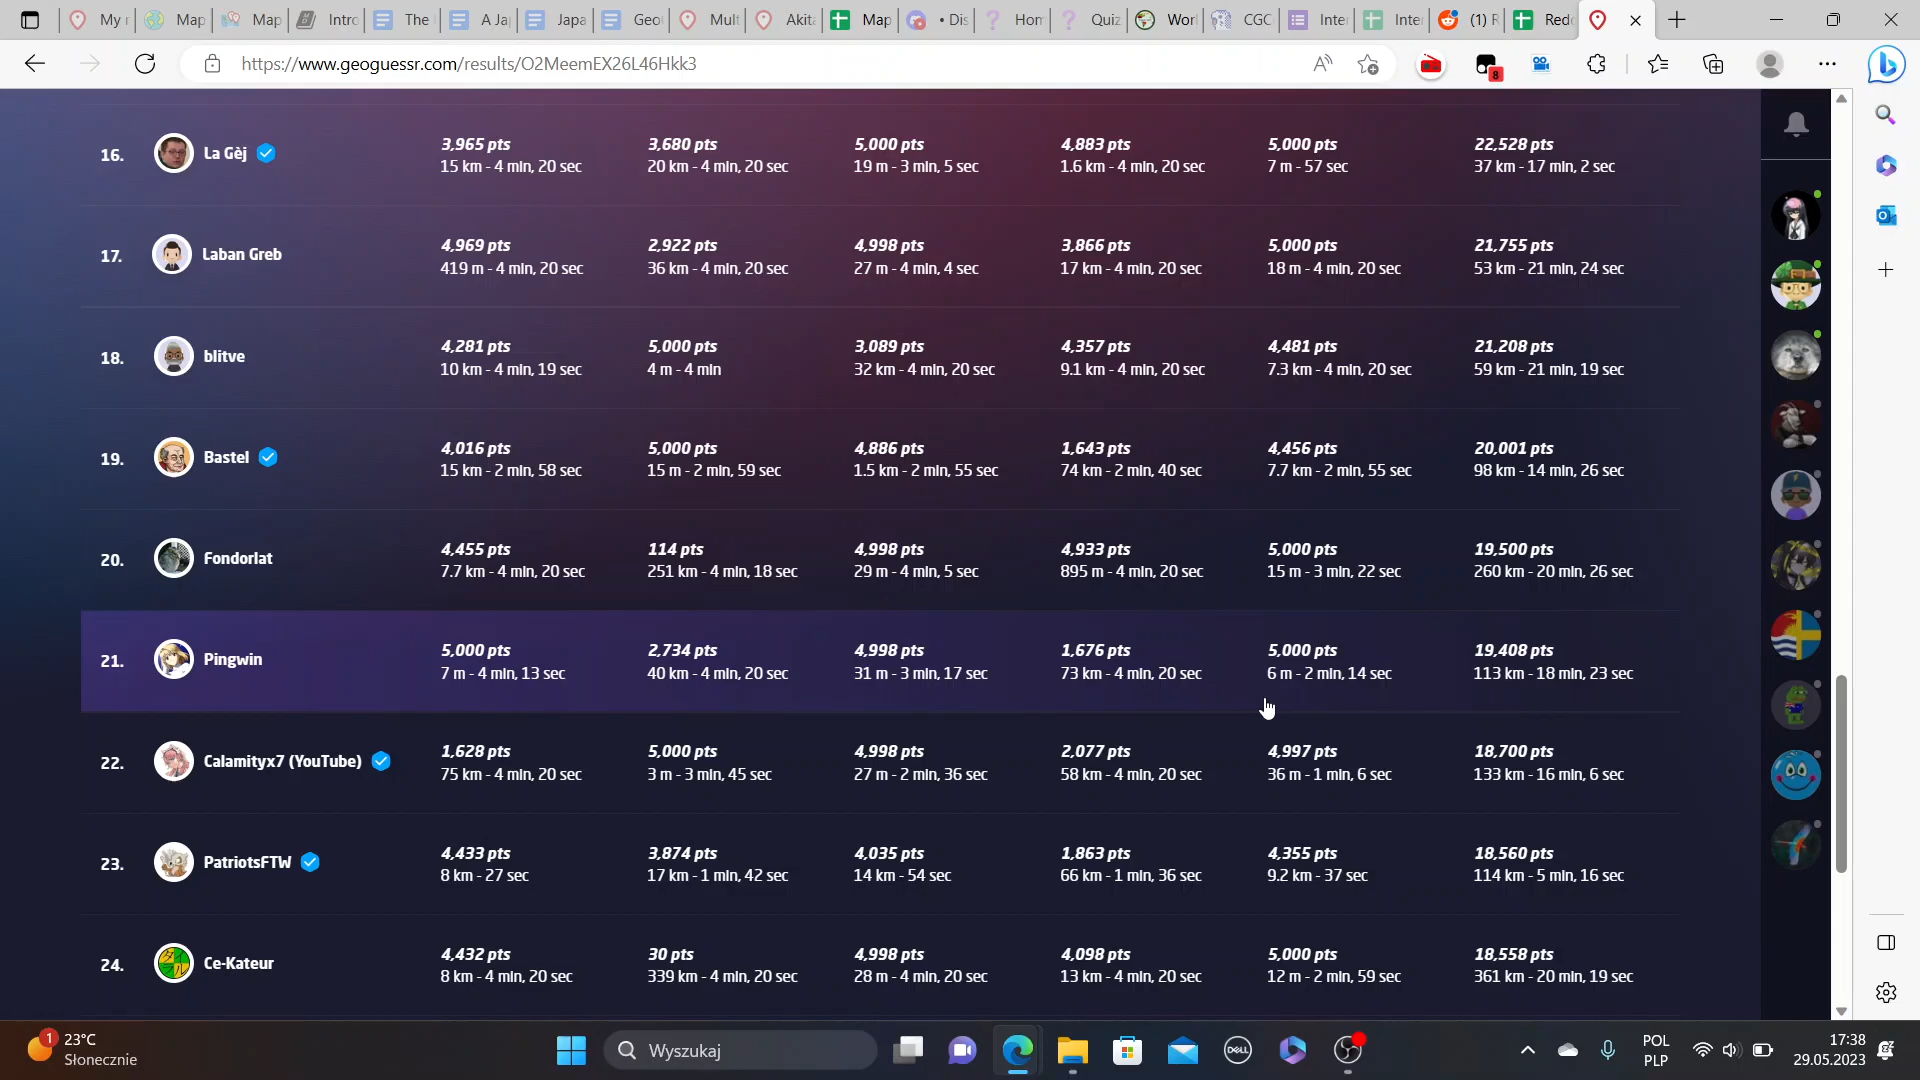 My r
Map
Map
Intro
The
A Ja
Japa
Geo
Mult
Akita
Map
• Dis
Hom
Quiz
Wor
CGC
Inter
Inter
(1) R
Redd
https://www.geoguessr.com/results/O2MeemEX26L46Hkk3
8
16. La Gèj 3,965 pts 3,680 pts 5,000 pts 4,883 pts 5,000 pts 22,528 pts
15 km - 4 min, 20 sec 20 km - 4 min, 20 sec 19 m - 3 min, 5 sec 1.6 km - 4 min, 20 sec 7 m - 57 sec 37 km - 17 min, 2 sec
17. Laban Greb 4,969 pts 2,922 pts 4,998 pts 3,866 pts 5,000 pts 21,755 pts
419 m - 4 min, 20 sec 36 km - 4 min, 20 sec 27 m - 4 min, 4 sec 17 km - 4 min, 20 sec 18 m - 4 min, 20 sec 53 km - 21 min, 24 sec
18. blitve 4,281 pts 5,000 pts 3,089 pts 4,357 pts 4,481 pts 21,208 pts
10 km - 4 min, 19 sec 4 m - 4 min 32 km - 4 min, 20 sec 9.1 km - 4 min, 20 sec 7.3 km - 4 min, 20 sec 59 km - 21 min, 19 sec
19. Bastel 4,016 pts 5,000 pts 4,886 pts 1,643 pts 4,456 pts 20,001 pts
15 km - 2 min, 58 sec 15 m - 2 min, 59 sec 1.5 km - 2 min, 55 sec 74 km - 2 min, 40 sec 7.7 km - 2 min, 55 sec 98 km - 14 min, 26 sec
20. Fondorlat 4,455 pts 114 pts 4,998 pts 4,933 pts 5,000 pts 19,500 pts
7.7 km - 4 min, 20 sec 251 km - 4 min, 18 sec 29 m - 4 min, 5 sec 895 m - 4 min, 20 sec 15 m - 3 min, 22 sec 260 km - 20 min, 26 sec
21. Pingwin 5,000 pts 2,734 pts 4,998 pts 1,676 pts 5,000 pts 19,408 pts
7 m - 4 min, 13 sec 40 km - 4 min, 20 sec 31 m - 3 min, 17 sec 73 km - 4 min, 20 sec 6 m - 2 min, 14 sec 113 km - 18 min, 23 sec
22. Calamityx7 (YouTube) 1,628 pts 5,000 pts 4,998 pts 2,077 pts 4,997 pts 18,700 pts
75 km - 4 min, 20 sec 3 m - 3 min, 45 sec 27 m - 2 min, 36 sec 58 km - 4 min, 20 sec 36 m - 1 min, 6 sec 133 km - 16 min, 6 sec
23. PatriotsFTW 4,433 pts 3,874 pts 4,035 pts 1,863 pts 4,355 pts 18,560 pts
8 km - 27 sec 17 km - 1 min, 42 sec 14 km - 54 sec 66 km - 1 min, 36 sec 9.2 km - 37 sec 114 km - 5 min, 16 sec
24. Ce-Kateur 4,432 pts 30 pts 4,998 pts 4,098 pts 5,000 pts 18,558 pts
8 km - 4 min, 20 sec 339 km - 4 min, 20 sec 28 m - 4 min, 20 sec 13 km - 4 min, 20 sec 12 m - 2 min, 59 sec 361 km - 20 min, 19 sec
1
23°C
Słonecznie
Wyszukaj
DELL
POL
PLP
17:38
29.05.2023